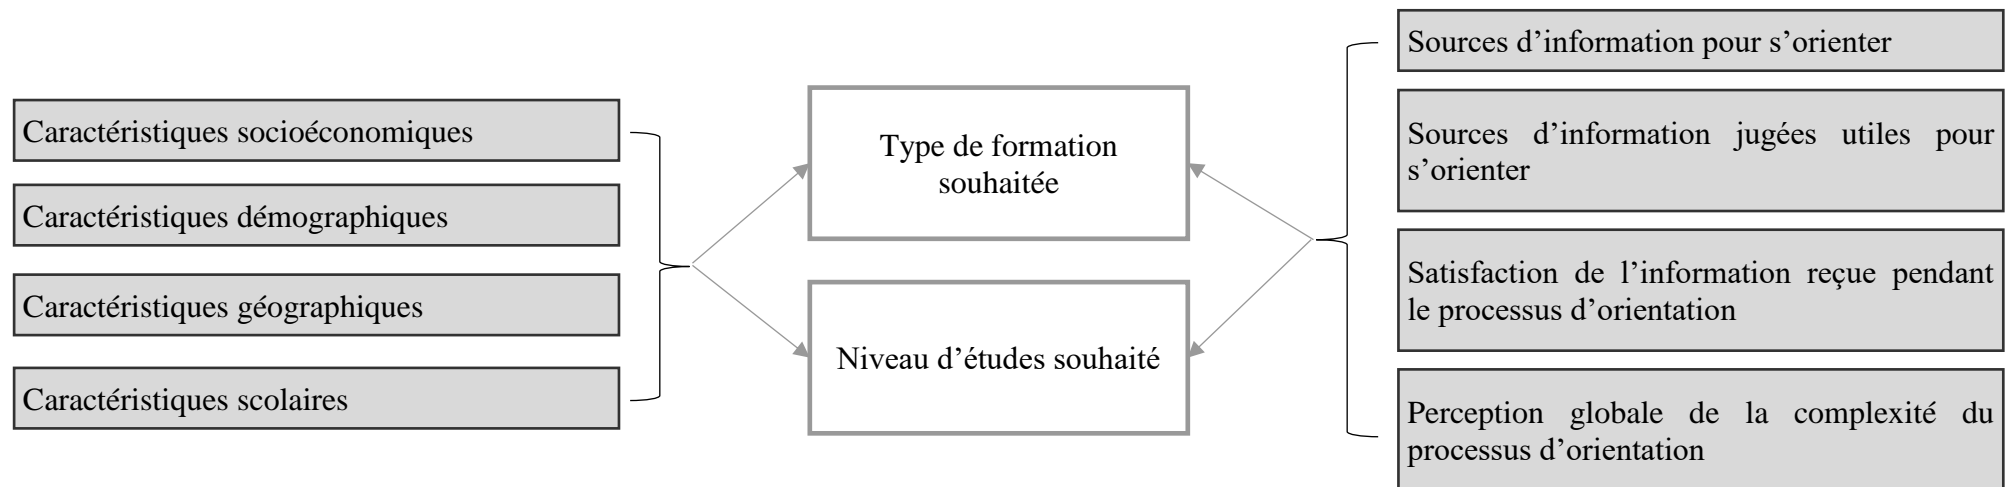 Caractéristiques socioéconomiques
Caractéristiques démographiques
Caractéristiques géographiques
Caractéristiques scolaires
Type de formation
souhaitée
Niveau d’études souhaité
Sources d’information pour s’orienter
Sources d’information jugées utiles pour
s’orienter
Satisfaction de l’information reçue pendant
le processus d’orientation
Perception globale de la complexité du
processus d’orientation